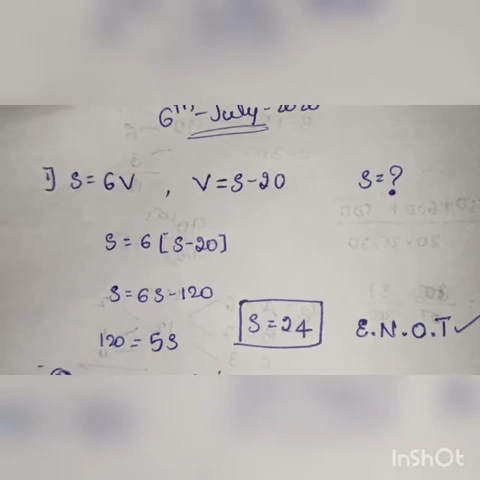 6th - July -
1] S = 6V , V = S-20 S = ?
S = 6 [S-20]
S = 6S-120
120 = 5S
S = 24
E.N.O.T ✓
InShOt